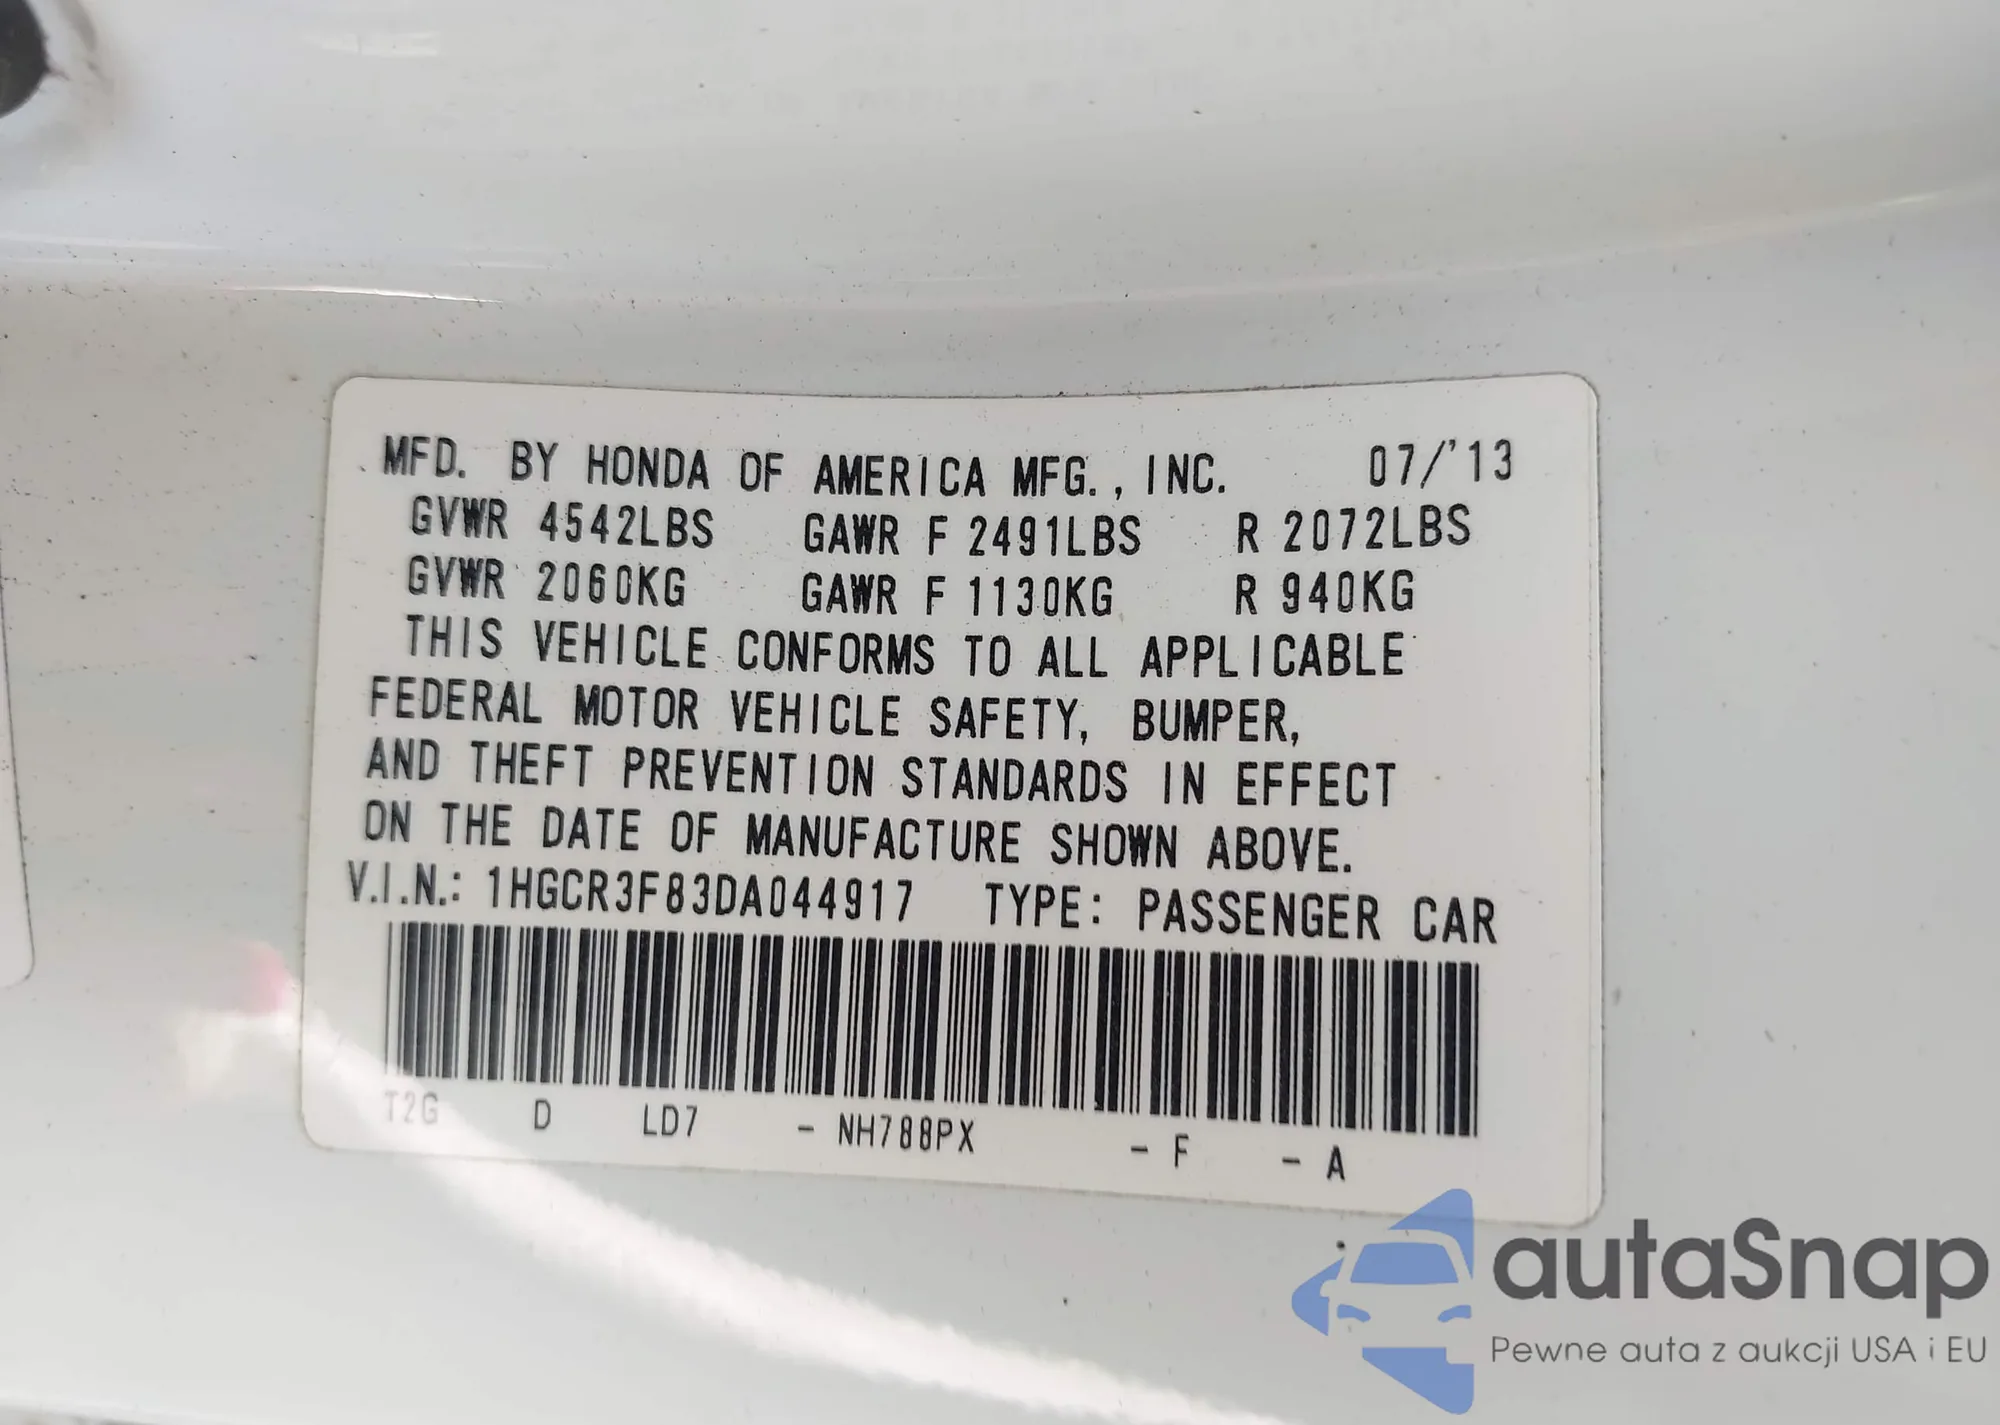 MFD. BY HONDA OF AMERICA MFG., INC. 07/'13
GVWR 4542LBS GAWR F 2491LBS R 2072LBS
GVWR 2060KG GAWR F 1130KG R 940KG
THIS VEHICLE CONFORMS TO ALL APPLICABLE
FEDERAL MOTOR VEHICLE SAFETY, BUMPER,
AND THEFT PREVENTION STANDARDS IN EFFECT
ON THE DATE OF MANUFACTURE SHOWN ABOVE.
V.I.N.: 1HGCR3F83DA044917 TYPE: PASSENGER CAR
T2G D LD7 - NH788PX - F - A
autaSnap
Pewne auta z aukcji USA i EU